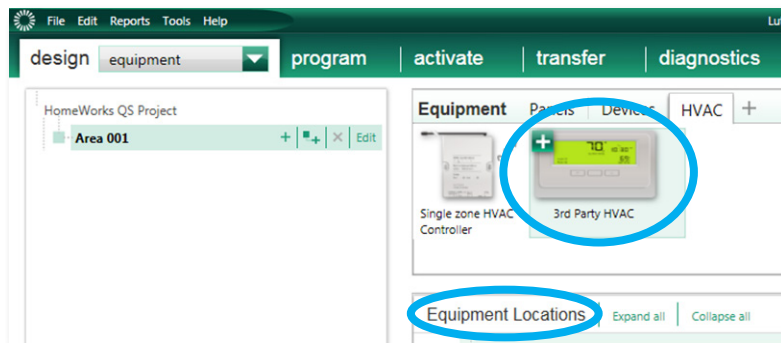 File Edit Reports Tools Help Lu
design equipment program activate transfer diagnostics
HomeWorks QS Project
Area 001 Edit
Equipment Panels Devices HVAC
70
Single zone HVAC Controller
3rd Party HVAC
Equipment Locations Expand all Collapse all